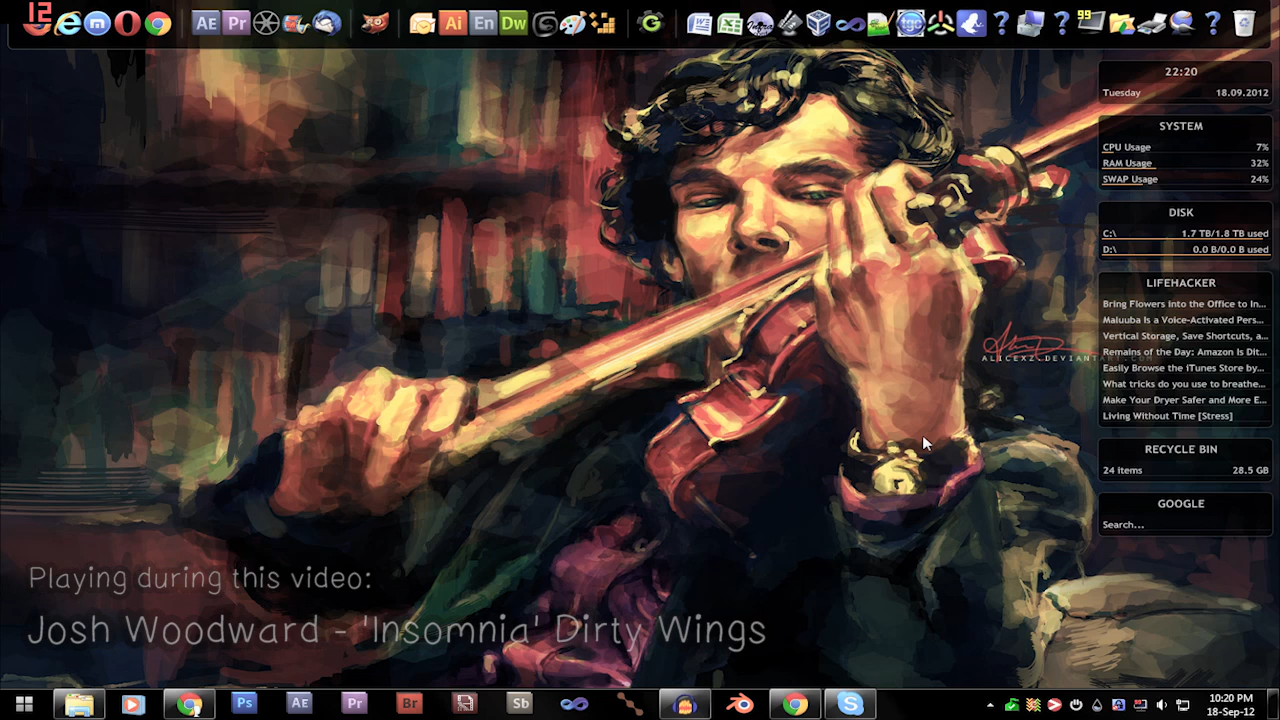 12
AE Pr Ai En Dw
99
22:20
Tuesday 18.09.2012
SYSTEM
CPU Usage 7%
RAM Usage 32%
SWAP Usage 24%
DISK
C:\ 1.7 TB/1.8 TB used
D:\ 0.0 B/0.0 B used
LIFEHACKER
Bring Flowers into the Office to In...
Maluuba Is a Voice-Activated Pers...
Vertical Storage, Save Shortcuts, a...
Remains of the Day: Amazon Is Dit...
Easily Browse the iTunes Store by...
What tricks do you use to breathe...
Make Your Dryer Safer and More E...
Living Without Time [Stress]
ALICEXZ.DEVIANTART.COM
RECYCLE BIN
24 items 28.5 GB
GOOGLE
Search...
Playing during this video:
Josh Woodward - 'Insomnia' Dirty Wings
Ps AE Pr Br Sb
10:20 PM
18-Sep-12